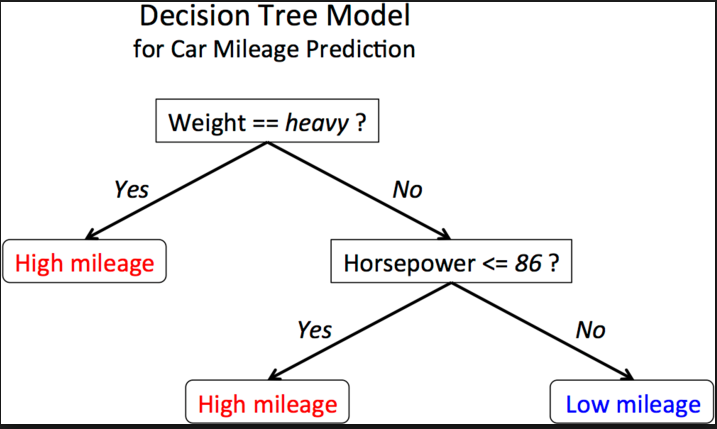 Decision Tree Model
for Car Mileage Prediction
Weight == heavy ?
Yes
No
High mileage
Horsepower <= 86 ?
Yes
No
High mileage
Low mileage